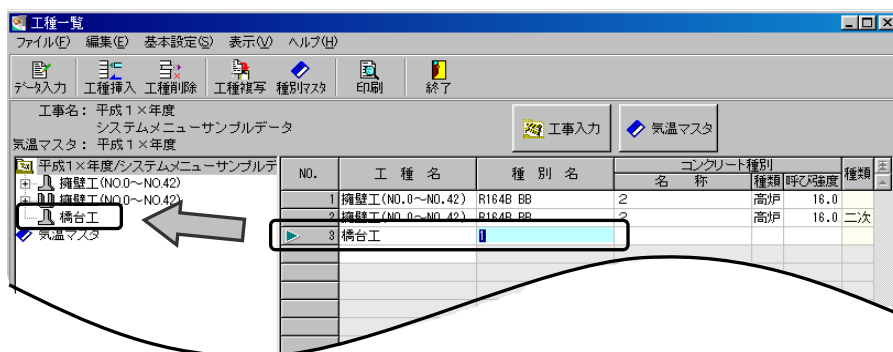 工種一覧
ファイル(F) 編集(E) 基本設定(S) 表示(V) ヘルプ(H)
データ入力 工種挿入 工種削除 工種複写 種別マスタ 印刷 終了
工事名: 平成1×年度
システムメニューサンプルデータ
気温マスタ: 平成1×年度
工事入力 気温マスタ
平成1×年度/システムメニューサンプルデ
擁壁工(NO.0~NO.42)
擁壁工(NO.0~NO.42)
橋台工
気温マスタ
NO. 工 種 名 種 別 名 コンクリート種別 種類
名 称 種類 呼び強度
1 擁壁工(NO.0~NO.42) R164B BB 2 高炉 16.0
2 擁壁工(NO.0~NO.42) R164B BB 2 高炉 16.0 二次
3 橋台工 1